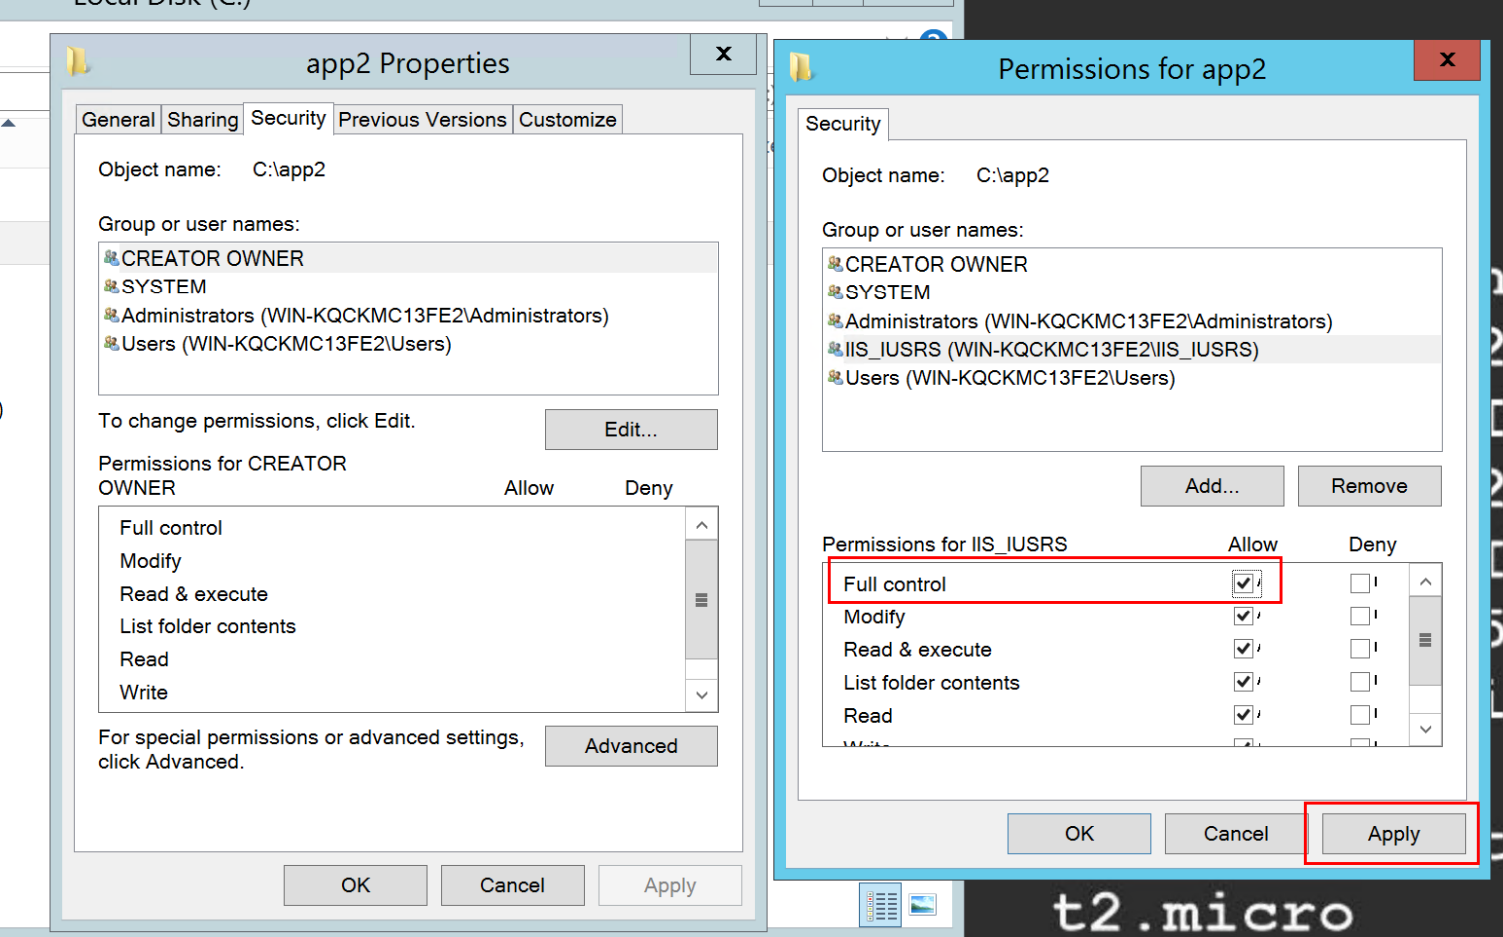 Local Disk (C:)
app2 Properties
x
General Sharing Security Previous Versions Customize
Object name: C:\app2
Group or user names:
CREATOR OWNER
SYSTEM
Administrators (WIN-KQCKMC13FE2\Administrators)
Users (WIN-KQCKMC13FE2\Users)
To change permissions, click Edit.
Edit...
Permissions for CREATOR
OWNER Allow Deny
Full control
Modify
Read & execute
List folder contents
Read
Write
For special permissions or advanced settings,
click Advanced.
Advanced
OK Cancel Apply
Permissions for app2
x
Security
Object name: C:\app2
Group or user names:
CREATOR OWNER
SYSTEM
Administrators (WIN-KQCKMC13FE2\Administrators)
IIS_IUSRS (WIN-KQCKMC13FE2\IIS_IUSRS)
Users (WIN-KQCKMC13FE2\Users)
Add... Remove
Permissions for IIS_IUSRS Allow Deny
Full control
Modify
Read & execute
List folder contents
Read
Write
OK Cancel Apply
t2.micro